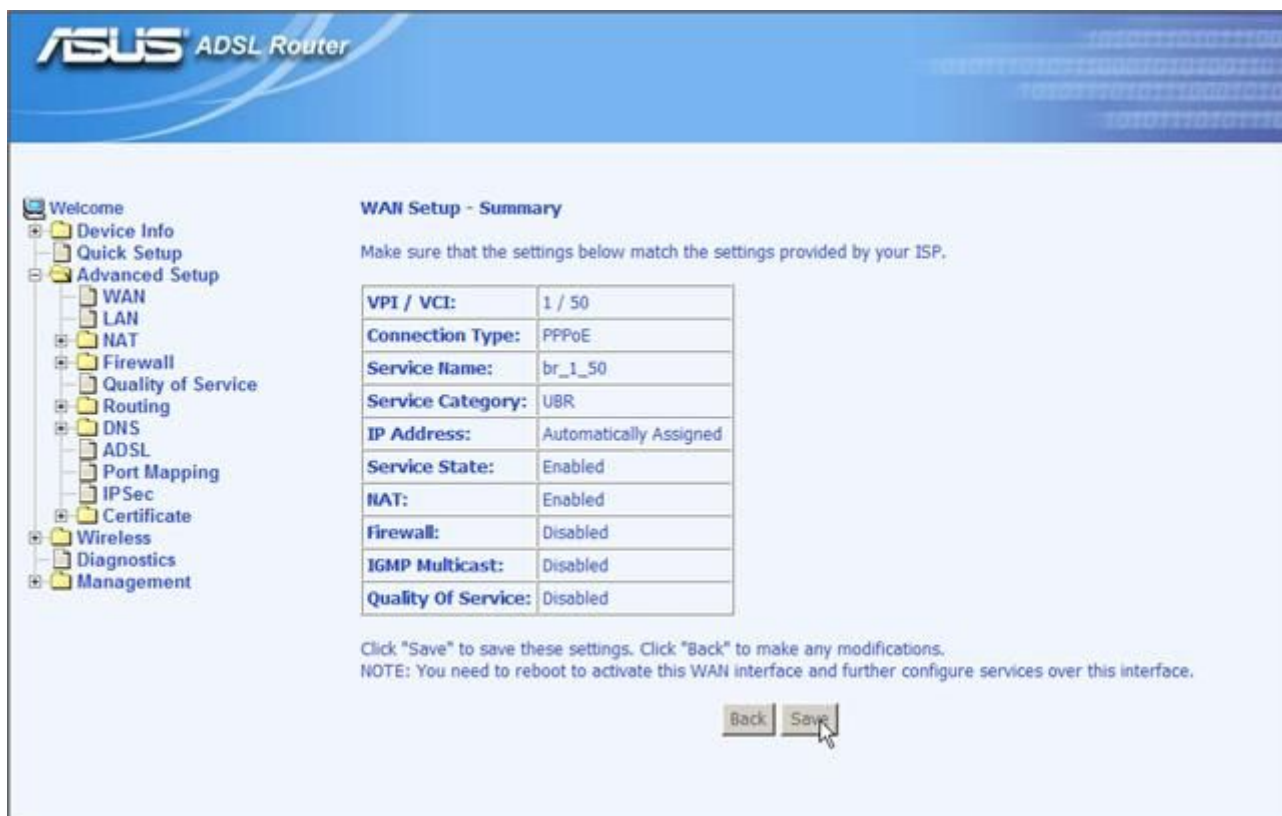 ASUS ADSL Router
Welcome
Device Info
Quick Setup
Advanced Setup
WAN
LAN
NAT
Firewall
Quality of Service
Routing
DNS
ADSL
Port Mapping
IPSec
Certificate
Wireless
Diagnostics
Management
WAN Setup - Summary
Make sure that the settings below match the settings provided by your ISP.
VPI / VCI: 1 / 50
Connection Type: PPPoE
Service Name: br_1_50
Service Category: UBR
IP Address: Automatically Assigned
Service State: Enabled
NAT: Enabled
Firewall: Disabled
IGMP Multicast: Disabled
Quality Of Service: Disabled
Click "Save" to save these settings. Click "Back" to make any modifications.
NOTE: You need to reboot to activate this WAN interface and further configure services over this interface.
Back Save